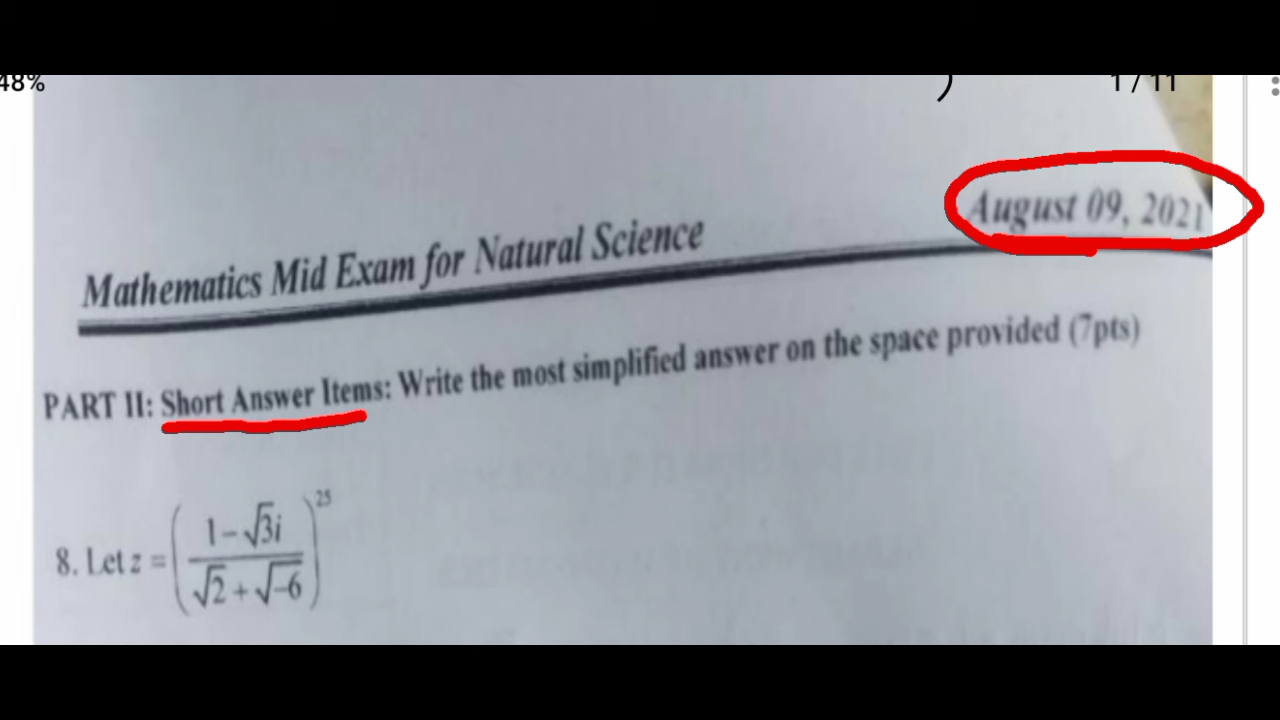 48%
1 / 11
August 09, 2021
Mathematics Mid Exam for Natural Science
PART II: Short Answer Items: Write the most simplified answer on the space provided (7pts)
8. Let z = ( (1 - √3i) / (√2 + √-6) )^25